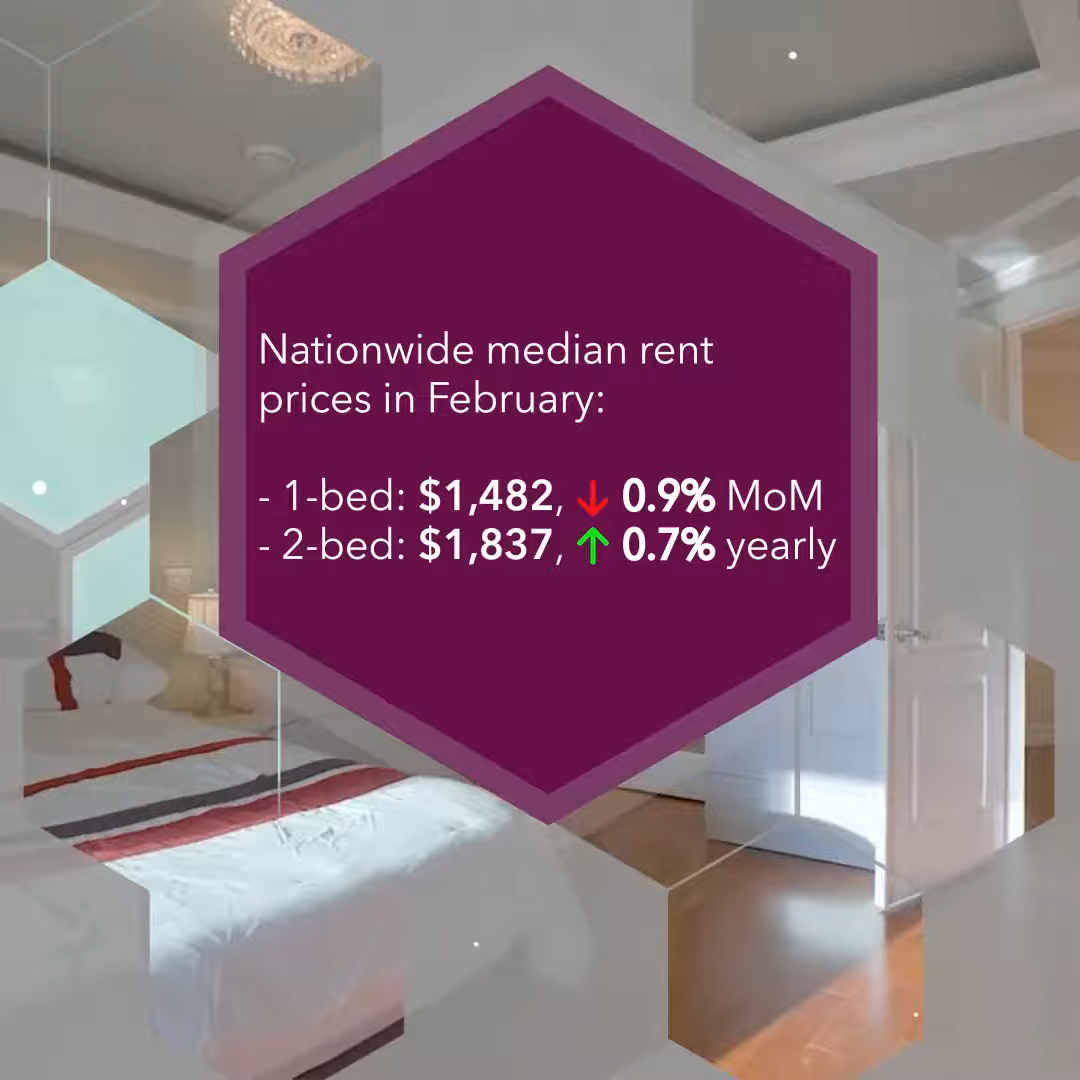 Nationwide median rent
prices in February:
- 1-bed: $1,482, ↓ 0.9% MoM
- 2-bed: $1,837, ↑ 0.7% yearly